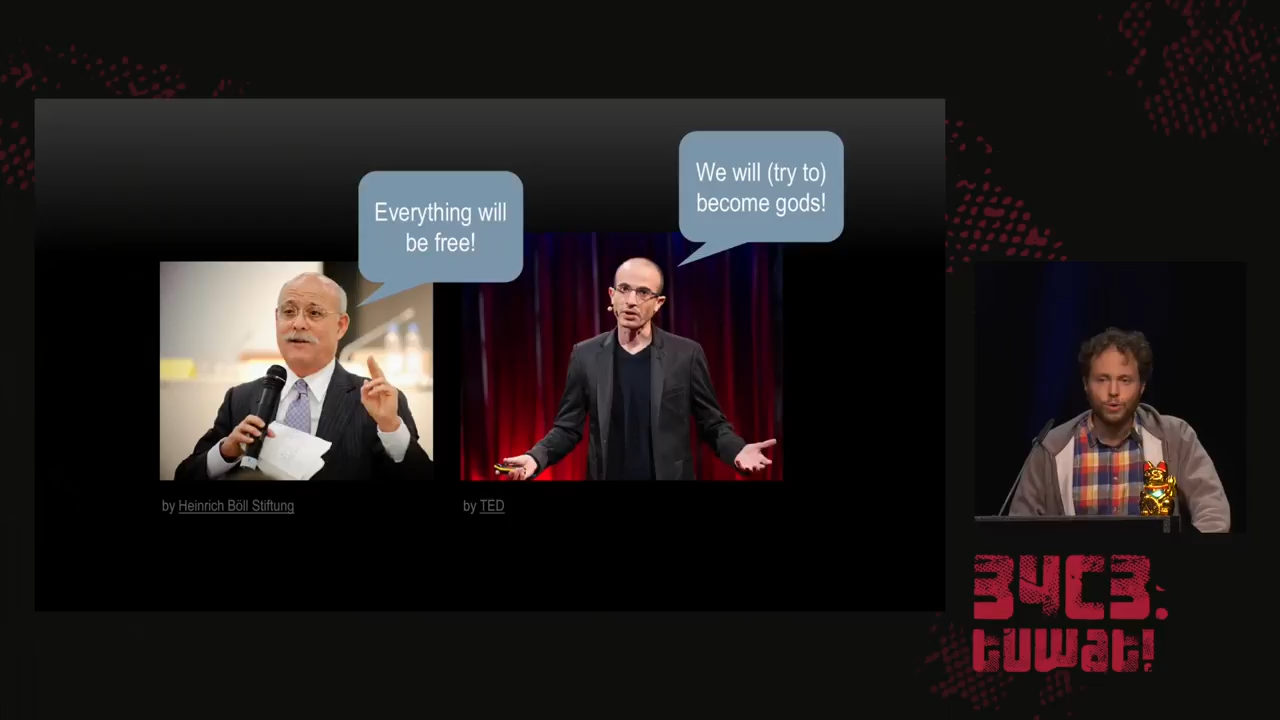 We will (try to)
become gods!
Everything will
be free!
by Heinrich Böll Stiftung
by TED
34C3.
tuwat!